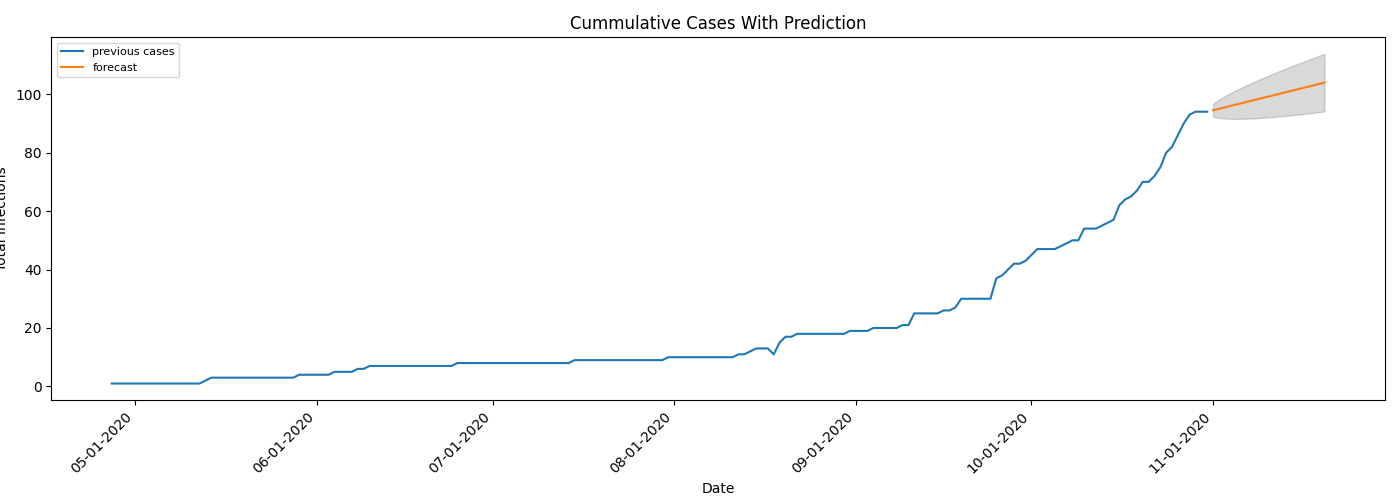 Cummulative Cases With Prediction
previous cases
forecast
100
80
60
40
20
0
05-01-2020
06-01-2020
07-01-2020
08-01-2020
09-01-2020
10-01-2020
11-01-2020
Date
Total Infections